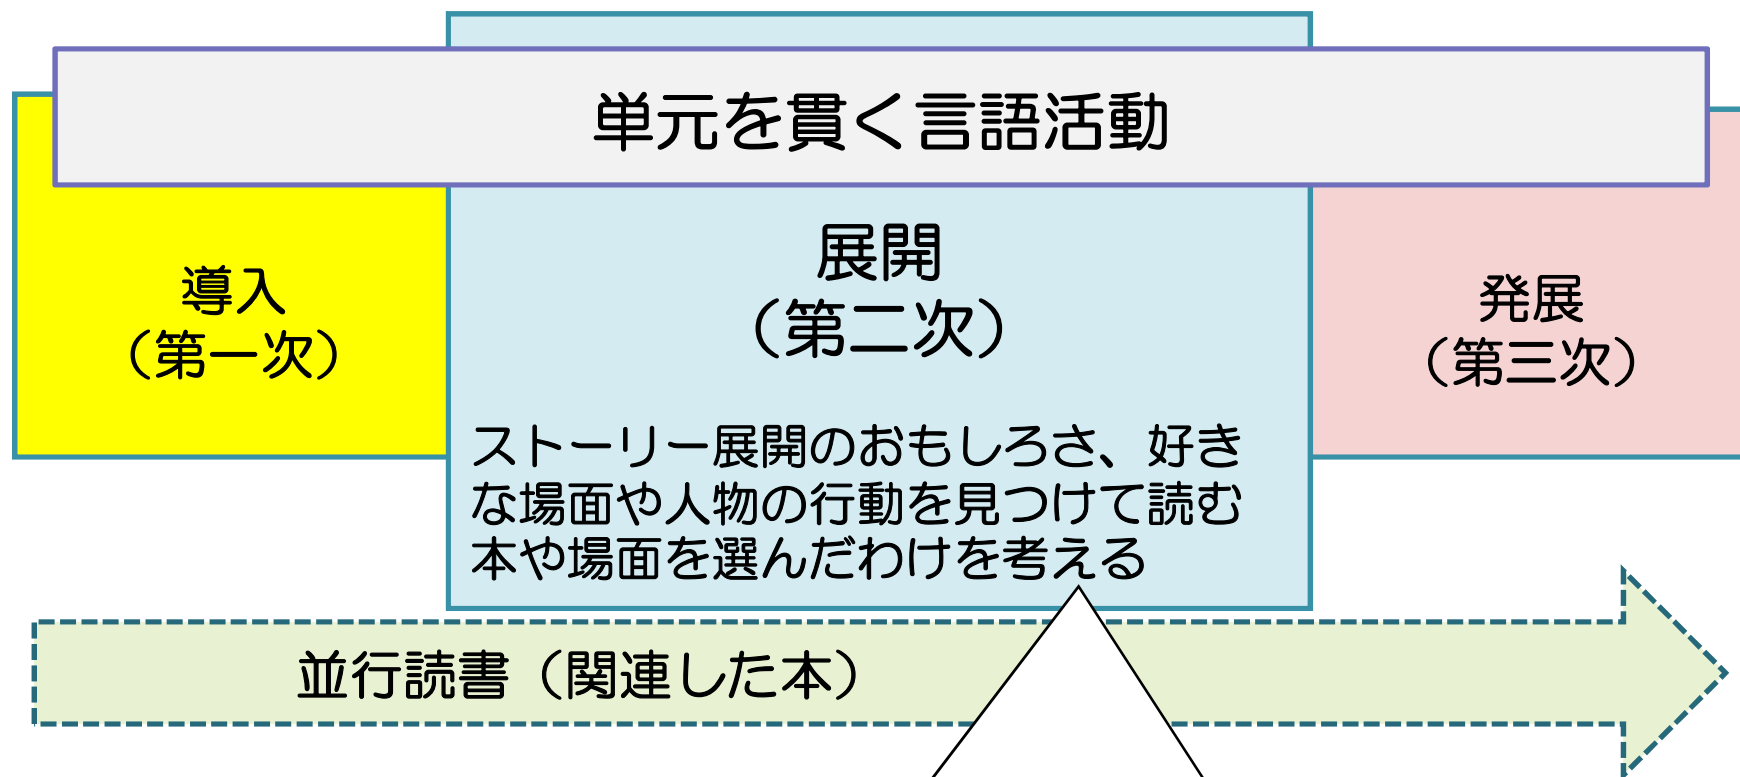 単元を貫く言語活動
導入
（第一次）
展開
（第二次）
ストーリー展開のおもしろさ、好き
な場面や人物の行動を見つけて読む
本や場面を選んだわけを考える
発展
（第三次）
並行読書（関連した本）